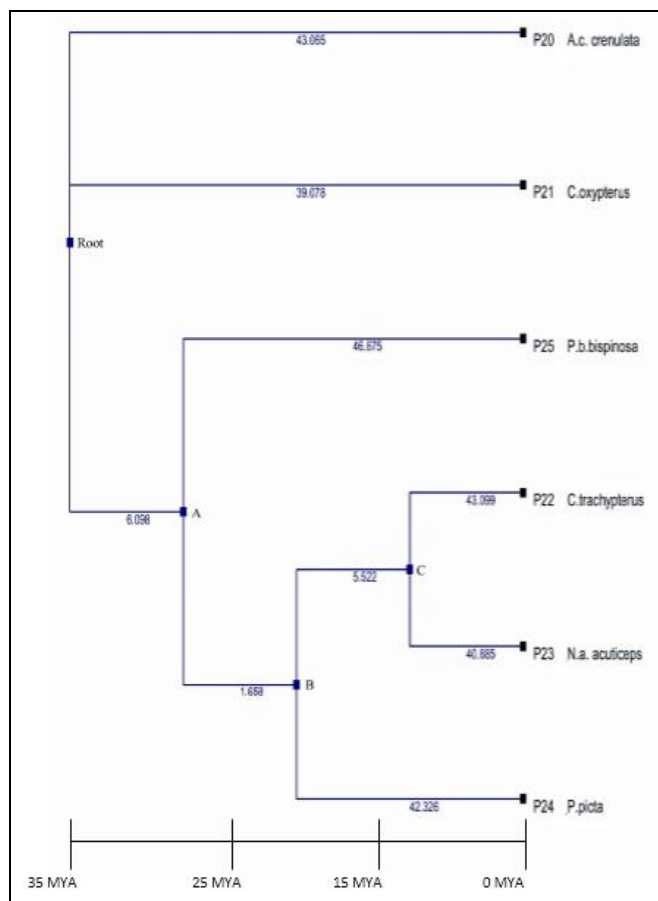 43.065
P20 A.c. crenulata
39.078
P21 C.oxypterus
Root
46.675
P25 P.b.bispinosa
43.099
P22 C.trachypterus
6.098
A
5.522
C
40.885
P23 N.a. acuticeps
1.658
B
42.326
P24 P.picta
35 MYA 25 MYA 15 MYA 0 MYA